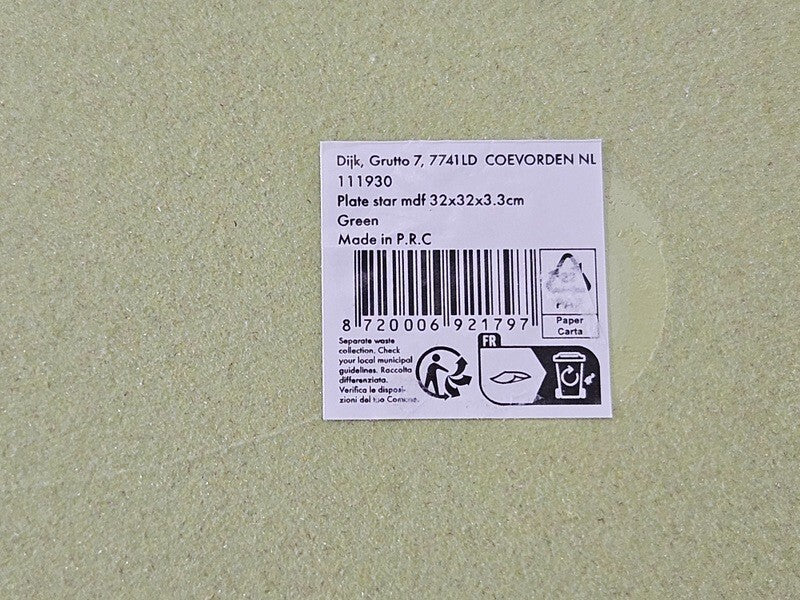 Dijk, Grutto 7, 7741LD COEVORDEN NL
111930
Plate star mdf 32x32x3.3cm
Green
Made in P.R.C
8 720006 921797
PAP
Paper
Carta
Separate waste
collection. Check
your local municipal
guidelines. Raccolta
differenziata.
Verifica le disposi-
zioni del tuo Comune.
FR